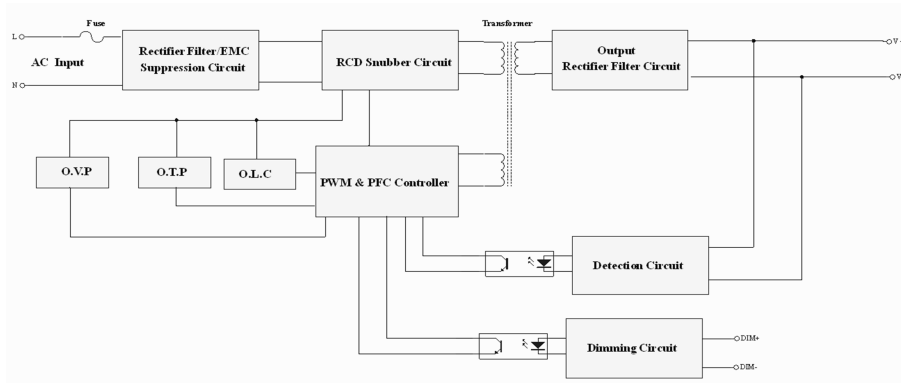 Fuse
Transformer
L
AC Input
N
Rectifier Filter/EMC
Suppression Circuit
RCD Snubber Circuit
Output
Rectifier Filter Circuit
V
V
O.V.P
O.T.P
O.L.C
PWM & PFC Controller
Detection Circuit
Dimming Circuit
DIM+
DIM-